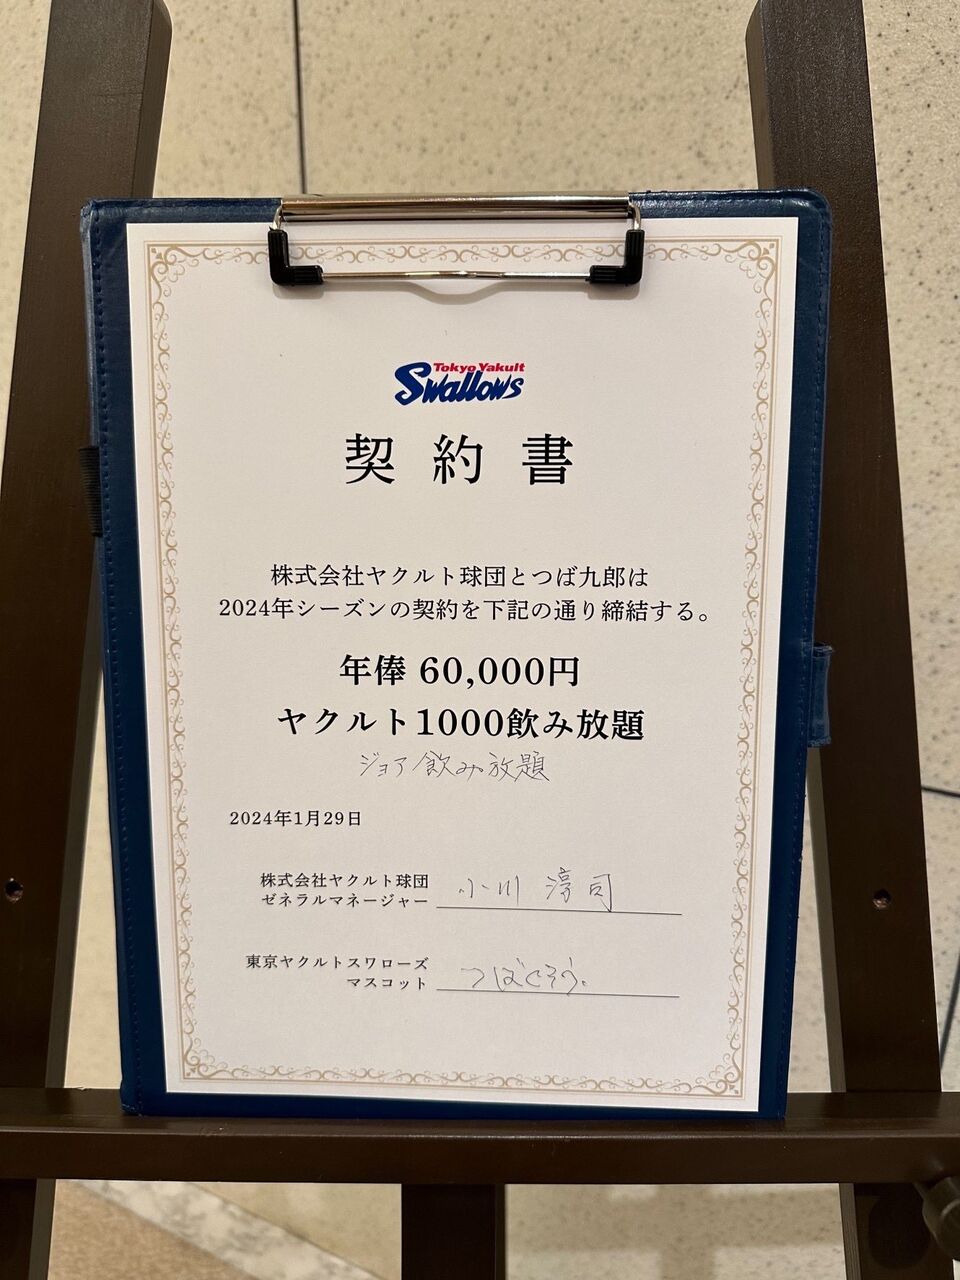 Tokyo Yakult
Swallows
契約書
株式会社ヤクルト球団とつば九郎は
2024年シーズンの契約を下記の通り締結する。
年俸 60,000円
ヤクルト1000飲み放題
ジョア飲み放題
2024年1月29日
株式会社ヤクルト球団
ゼネラルマネージャー
小川 淳司
東京ヤクルトスワローズ
マスコット
つばくろう。